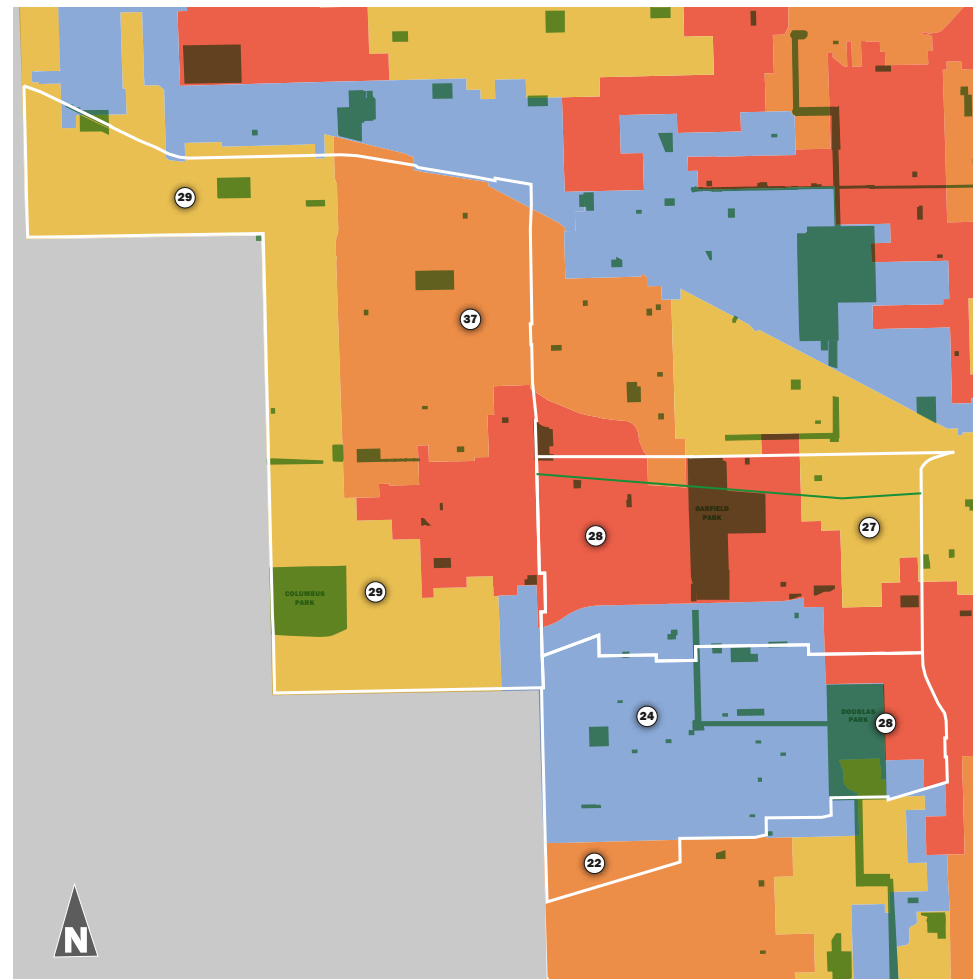 29
37
GARFIELD
PARK
28
27
COLUMBUS
PARK
29
24
DOUGLAS
PARK
28
22
N